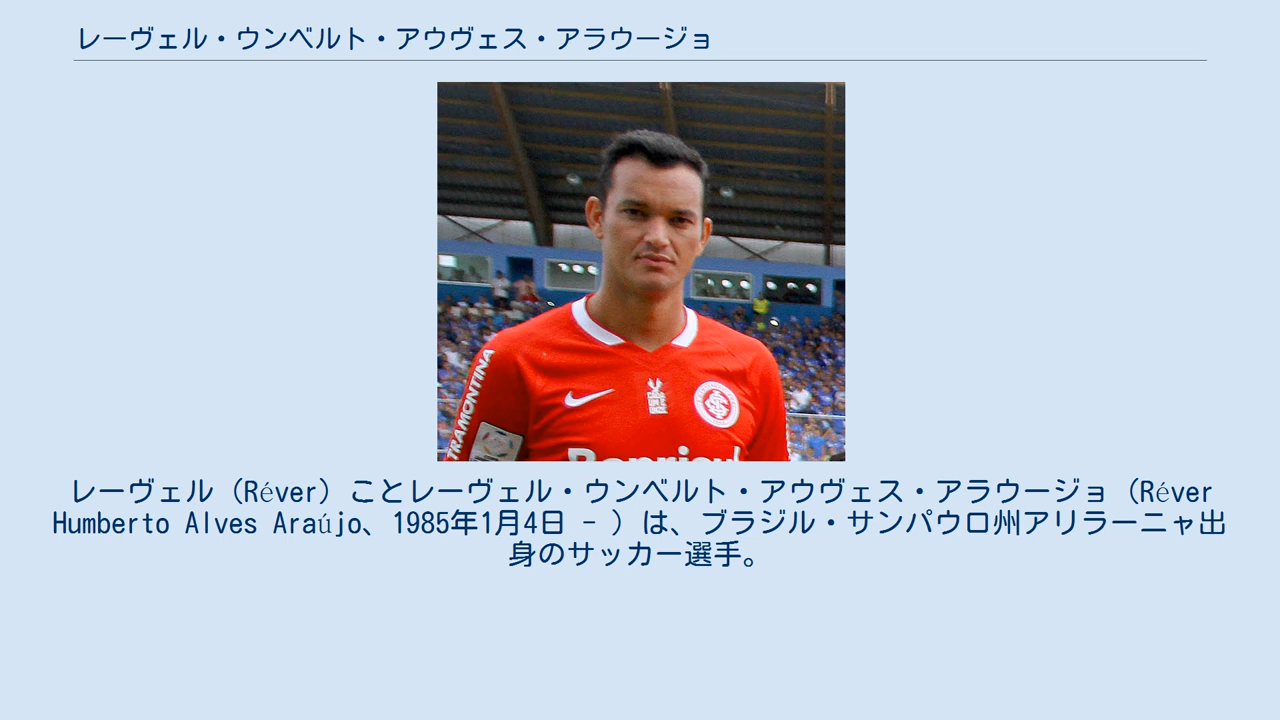 レーヴェル・ウンベルト・アウヴェス・アラウージョ
TRAMONTINA
レーヴェル（Réver）ことレーヴェル・ウンベルト・アウヴェス・アラウージョ（Réver
Humberto Alves Araújo、1985年1月4日 - ）は、ブラジル・サンパウロ州アリラーニャ出
身のサッカー選手。